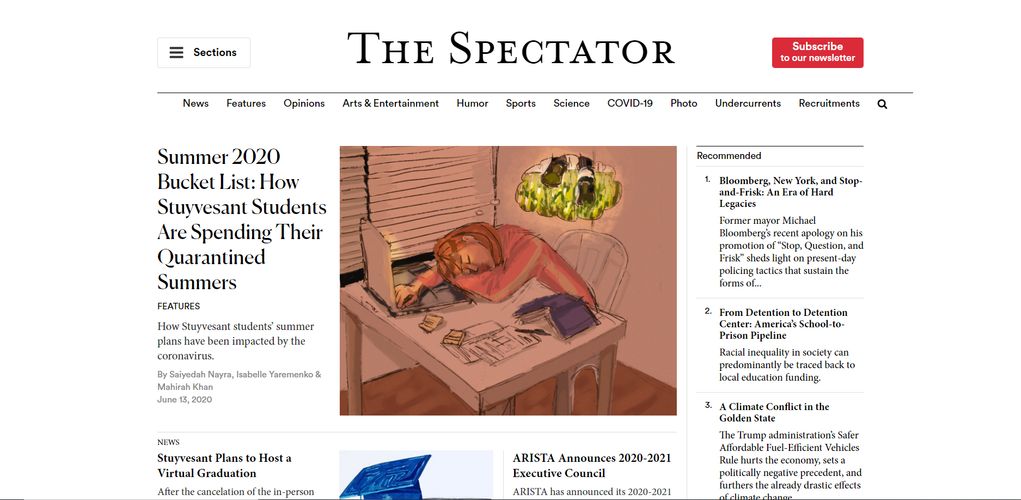 Sections
THE SPECTATOR
Subscribe
to our newsletter
News Features Opinions Arts & Entertainment Humor Sports Science COVID-19 Photo Undercurrents Recruitments
Summer 2020
Bucket List: How
Stuyvesant Students
Are Spending Their
Quarantined
Summers
FEATURES
How Stuyvesant students' summer
plans have been impacted by the
coronavirus.
By Saiyedah Nayra, Isabelle Yaremenko &
Mahirah Khan
June 13, 2020
NEWS
Stuyvesant Plans to Host a
Virtual Graduation
After the cancelation of the in-person
ARISTA Announces 2020-2021
Executive Council
ARISTA has announced its 2020-2021
Recommended
1. Bloomberg, New York, and Stop-
and-Frisk: An Era of Hard
Legacies
Former mayor Michael
Bloomberg's recent apology on his
promotion of “Stop, Question, and
Frisk” sheds light on present-day
policing tactics that sustain the
forms of...
2. From Detention to Detention
Center: America's School-to-
Prison Pipeline
Racial inequality in society can
predominantly be traced back to
local education funding.
3. A Climate Conflict in the
Golden State
The Trump administration's Safer
Affordable Fuel-Efficient Vehicles
Rule hurts the economy, sets a
politically negative precedent, and
furthers the already drastic effects
of climate change.